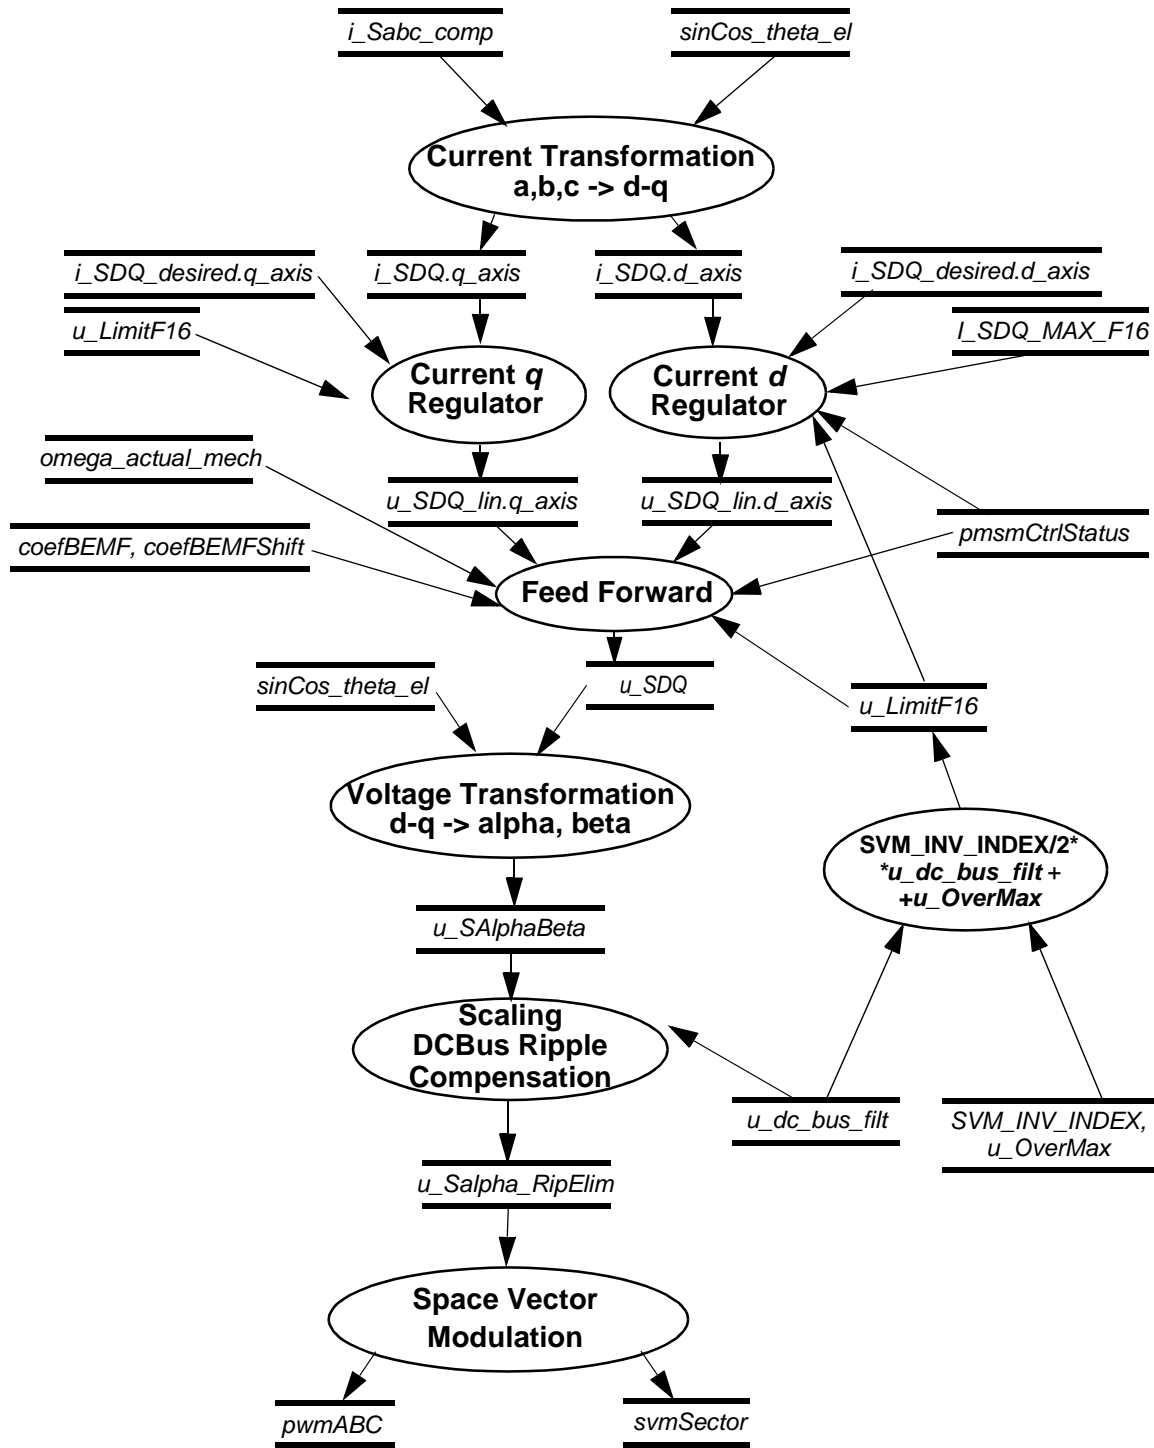 i_Sabc_comp
sinCos_theta_el
Current Transformation
a,b,c -> d-q
i_SDQ_desired.q_axis
i_SDQ.q_axis
i_SDQ.d_axis
i_SDQ_desired.d_axis
u_LimitF16
I_SDQ_MAX_F16
Current q
Regulator
Current d
Regulator
omega_actual_mech
u_SDQ_lin.q_axis
u_SDQ_lin.d_axis
coefBEMF, coefBEMFShift
pmsmCtrlStatus
Feed Forward
sinCos_theta_el
u_SDQ
u_LimitF16
Voltage Transformation
d-q -> alpha, beta
SVM_INV_INDEX/2*
*u_dc_bus_filt +
+u_OverMax
u_SAlphaBeta
Scaling
DCBus Ripple
Compensation
u_dc_bus_filt
SVM_INV_INDEX,
u_OverMax
u_Salpha_RipElim
Space Vector
Modulation
pwmABC
svmSector